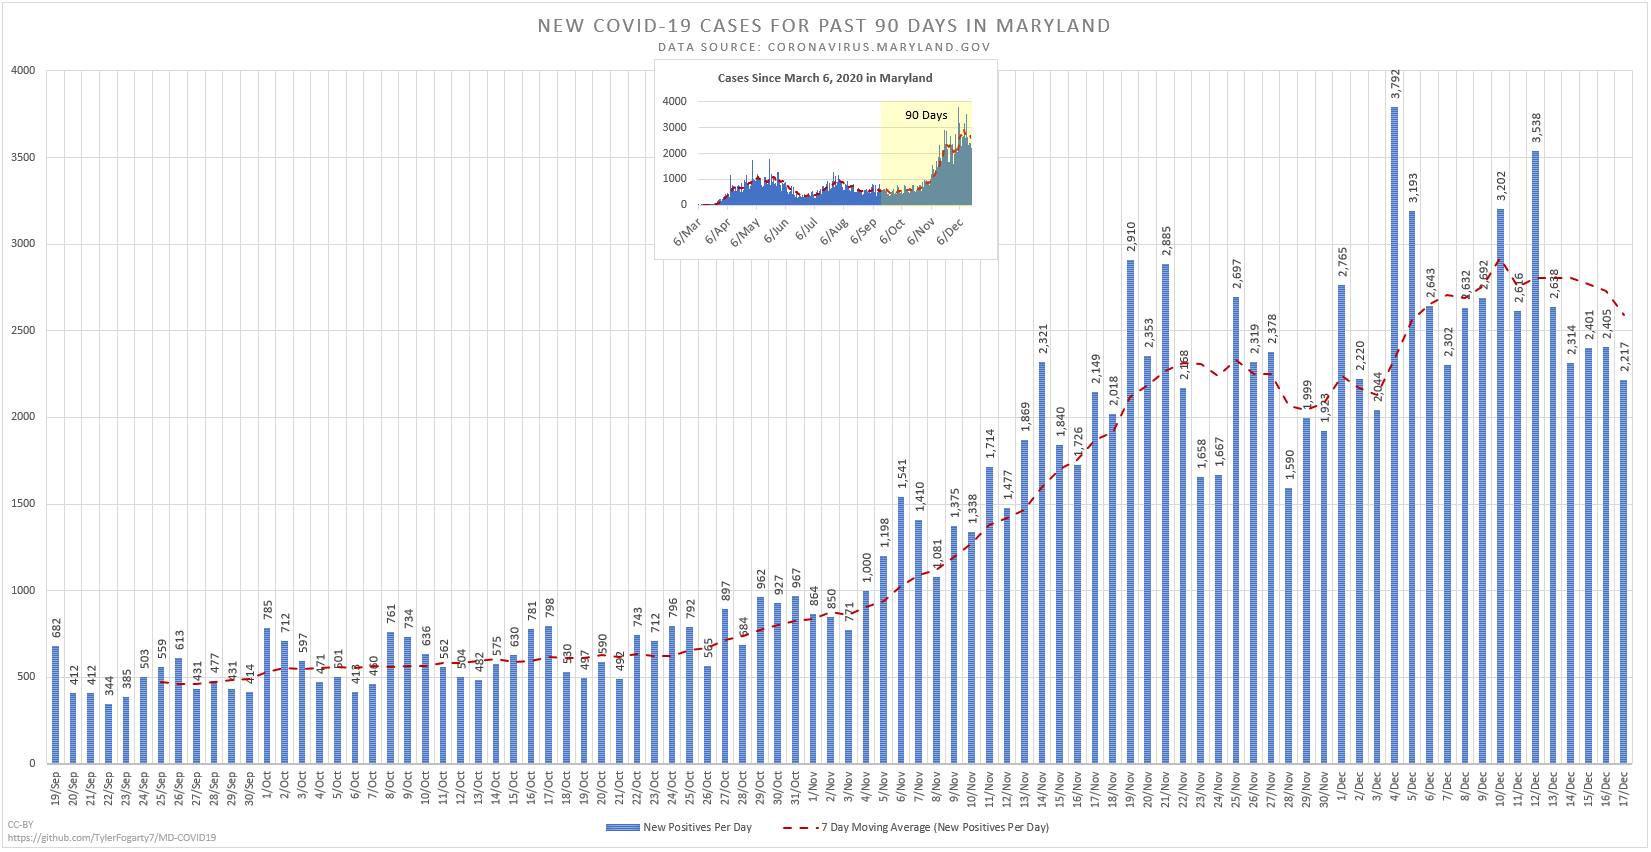 NEW COVID-19 CASES FOR PAST 90 DAYS IN MARYLAND
DATA SOURCE: CORONAVIRUS.MARYLAND.GOV
Cases Since March 6, 2020 in Maryland
90 Days
4000
3000
2000
1000
0
6/Mar
6/Apr
6/May
6/Jun
6/Jul
6/Aug
6/Sep
6/Oct
6/Nov
6/Dec
4000
3500
3000
2500
2000
1500
1000
500
0
682
412
412
344
385
503
559
613
431
477
431
414
785
712
597
471
501
413
460
761
734
636
562
504
482
575
630
781
798
530
497
590
492
743
712
796
792
565
897
684
962
927
967
864
850
771
1,000
1,198
1,541
1,410
1,081
1,375
1,338
1,714
1,477
1,869
2,321
1,840
1,726
2,149
2,018
2,910
2,353
2,885
2,168
1,658
1,667
2,697
2,319
2,378
1,590
1,999
1,923
2,765
2,220
2,044
3,792
3,193
2,643
2,302
2,632
2,692
3,202
2,616
3,538
2,638
2,314
2,401
2,405
2,217
19/Sep
20/Sep
21/Sep
22/Sep
23/Sep
24/Sep
25/Sep
26/Sep
27/Sep
28/Sep
29/Sep
30/Sep
1/Oct
2/Oct
3/Oct
4/Oct
5/Oct
6/Oct
7/Oct
8/Oct
9/Oct
10/Oct
11/Oct
12/Oct
13/Oct
14/Oct
15/Oct
16/Oct
17/Oct
18/Oct
19/Oct
20/Oct
21/Oct
22/Oct
23/Oct
24/Oct
25/Oct
26/Oct
27/Oct
28/Oct
29/Oct
30/Oct
31/Oct
1/Nov
2/Nov
3/Nov
4/Nov
5/Nov
6/Nov
7/Nov
8/Nov
9/Nov
10/Nov
11/Nov
12/Nov
13/Nov
14/Nov
15/Nov
16/Nov
17/Nov
18/Nov
19/Nov
20/Nov
21/Nov
22/Nov
23/Nov
24/Nov
25/Nov
26/Nov
27/Nov
28/Nov
29/Nov
30/Nov
1/Dec
2/Dec
3/Dec
4/Dec
5/Dec
6/Dec
7/Dec
8/Dec
9/Dec
10/Dec
11/Dec
12/Dec
13/Dec
14/Dec
15/Dec
16/Dec
17/Dec
New Positives Per Day
7 Day Moving Average (New Positives Per Day)
CC-BY
https://github.com/TylerFogarty7/MD-COVID19